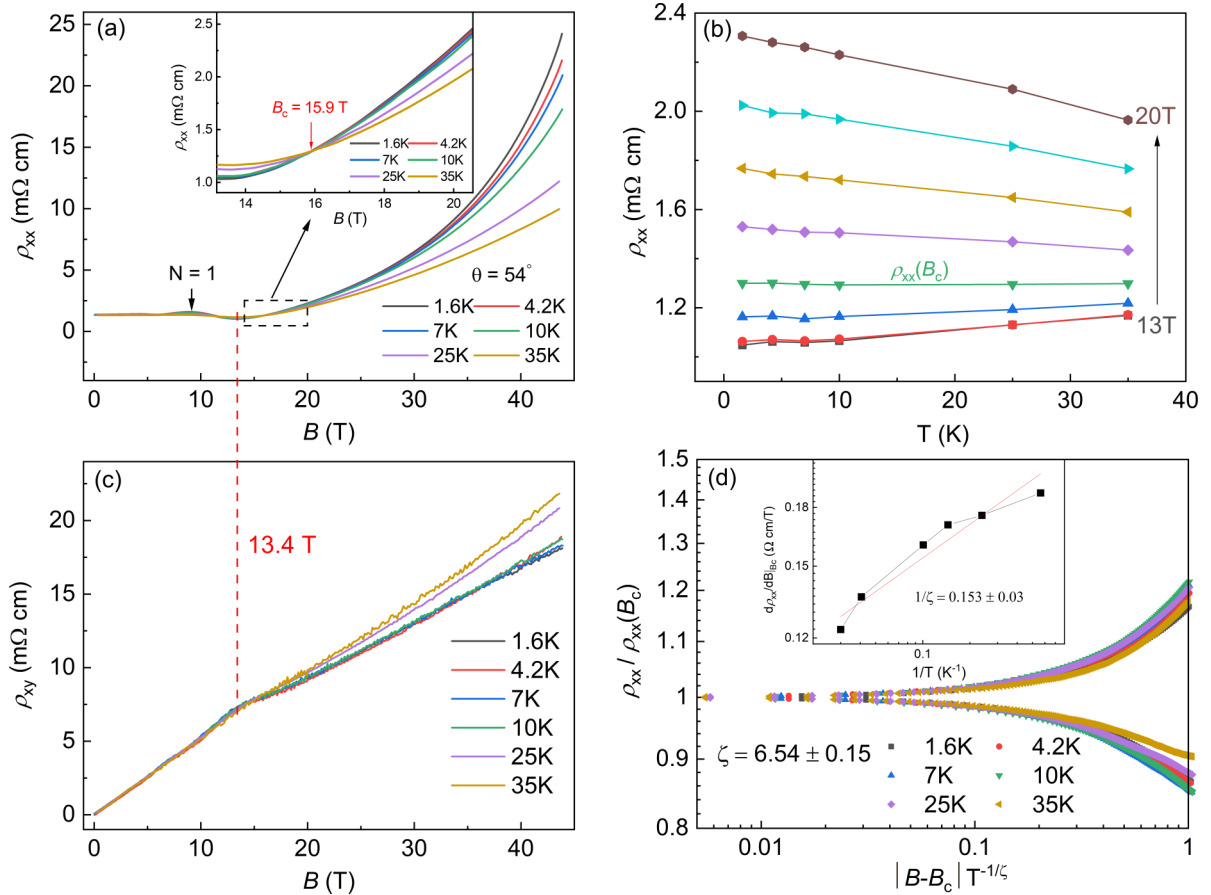 (a)
ρxx (mΩ cm)
25
20
15
10
5
0
0 10 20 30 40
B (T)
N = 1
θ = 54°
1.6K 4.2K
7K 10K
25K 35K
ρxx (mΩ cm)
2.5
2.0
1.5
1.0
14 16 18 20
B (T)
Bc = 15.9 T
1.6K 4.2K
7K 10K
25K 35K
(b)
ρxx (mΩ cm)
2.4
2.0
1.6
1.2
0 10 20 30 40
T (K)
20T
ρxx(Bc)
13T
(c)
ρxy (mΩ cm)
20
15
10
5
0
0 10 20 30 40
B (T)
13.4 T
1.6K
4.2K
7K
10K
25K
35K
(d)
ρxx / ρxx(Bc)
1.5
1.4
1.3
1.2
1.1
1
0.9
0.8
0.01 0.1 1
|B-Bc| T-1/ζ
ζ = 6.54 ± 0.15
1.6K 4.2K
7K 10K
25K 35K
dρxx/dB|Bc (Ω cm/T)
0.18
0.15
0.12
0.1
1/T (K-1)
1/ζ = 0.153 ± 0.03